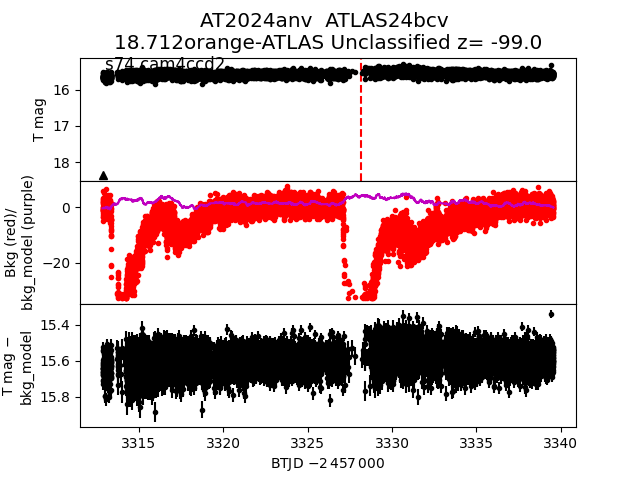 AT2024anv  ATLAS24bcv
18.712orange-ATLAS Unclassified z= -99.0
s74 cam4ccd2
T mag
16
17
18
Bkg (red)/
bkg_model (purple)
0
−20
T mag −
bkg_model
15.4
15.6
15.8
3315 3320 3325 3330 3335 3340
BTJD −2 457 000